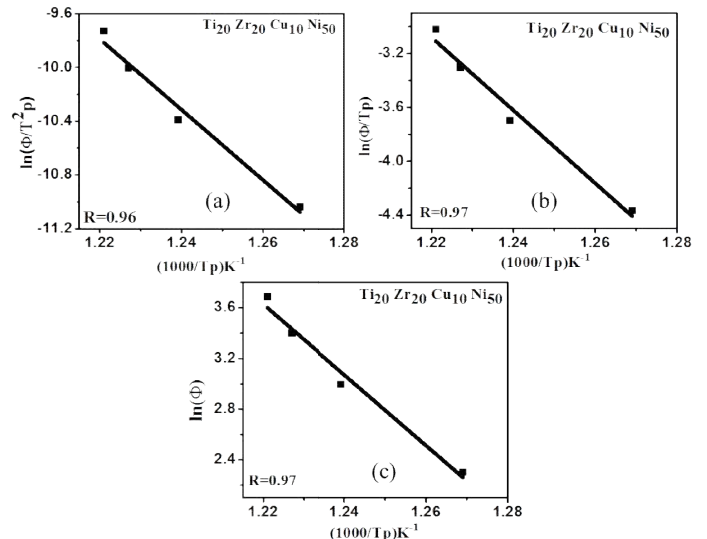 Ti20 Zr20 Cu10 Ni50
ln(Φ/T²p)
-9.6
-10.0
-10.4
-10.8
-11.2
(a)
R=0.96
1.22 1.24 1.26 1.28
(1000/Tp)K⁻¹
Ti20 Zr20 Cu10 Ni50
ln(Φ/Tp)
-3.2
-3.6
-4.0
-4.4
(b)
R=0.97
1.22 1.24 1.26 1.28
(1000/Tp)K⁻¹
Ti20 Zr20 Cu10 Ni50
ln(Φ)
3.6
3.2
2.8
2.4
(c)
R=0.97
1.22 1.24 1.26 1.28
(1000/Tp)K⁻¹